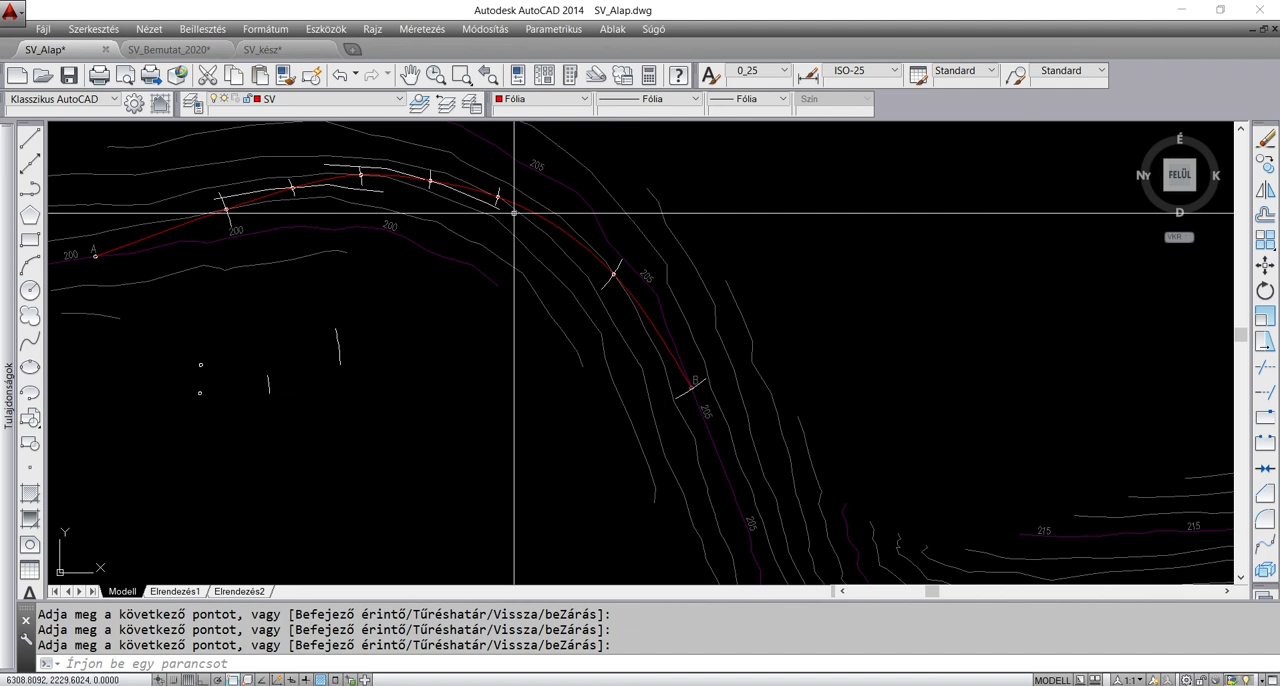 Autodesk AutoCAD 2014 SV_Alap.dwg
Fájl Szerkesztés Nézet Beillesztés Formátum Eszközök Rajz Méretezés Módosítás Parametrikus Ablak Súgó
SV_Alap* SV_Bemutat_2020* SV_kész*
0_25 ISO-25 Standard Standard
Klasszikus AutoCAD SV Fólia Fólia Fólia Szín
205
É
Ny FELÜL K
D
VKR
200
200
200
A
205
B
205
205
215
215
Y
X
Tulajdonságok
Modell Elrendezés1 Elrendezés2
Adja meg a következő pontot, vagy [Befejező érintő/Tűréshatár/Vissza/beZárás]:
Adja meg a következő pontot, vagy [Befejező érintő/Tűréshatár/Vissza/beZárás]:
Adja meg a következő pontot, vagy [Befejező érintő/Tűréshatár/Vissza/beZárás]:
Írjon be egy parancsot
6308.8092, 2229.6024, 0.0000 MODELL 1:1